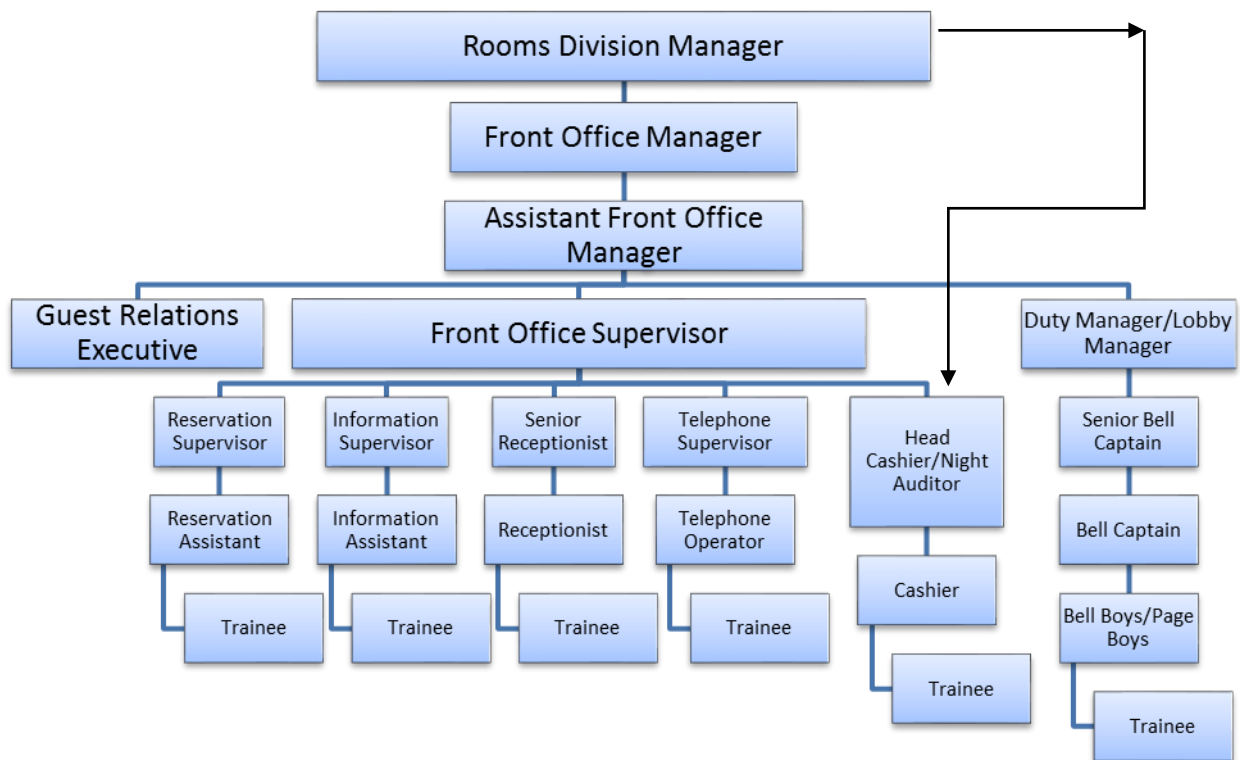 Rooms Division Manager
Front Office Manager
Assistant Front Office
Manager
Guest Relations
Executive
Front Office Supervisor
Duty Manager/Lobby
Manager
Reservation
Supervisor
Information
Supervisor
Senior
Receptionist
Telephone
Supervisor
Head
Cashier/Night
Auditor
Senior Bell
Captain
Reservation
Assistant
Information
Assistant
Receptionist
Telephone
Operator
Bell Captain
Cashier
Trainee
Trainee
Trainee
Trainee
Bell Boys/Page
Boys
Trainee
Trainee